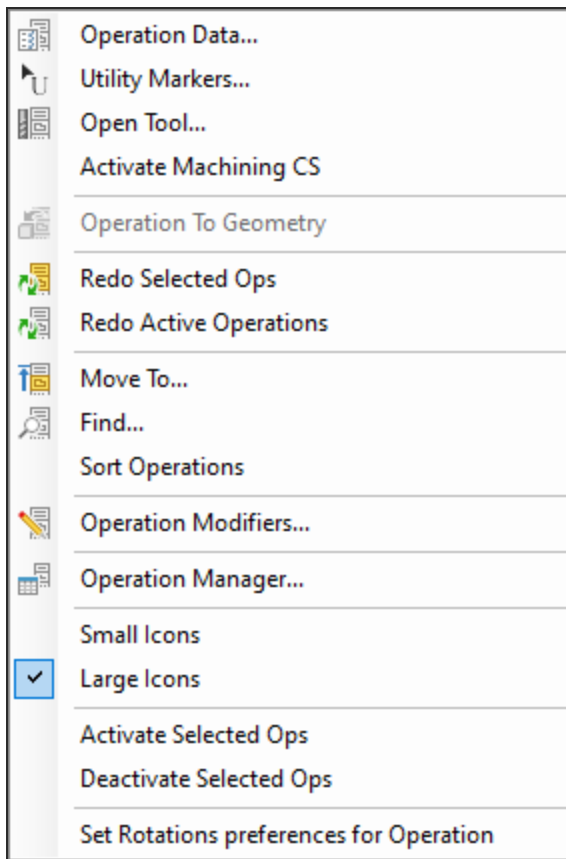 Operation Data...
Utility Markers...
Open Tool...
Activate Machining CS
Operation To Geometry
Redo Selected Ops
Redo Active Operations
Move To...
Find...
Sort Operations
Operation Modifiers...
Operation Manager...
Small Icons
Large Icons
Activate Selected Ops
Deactivate Selected Ops
Set Rotations preferences for Operation